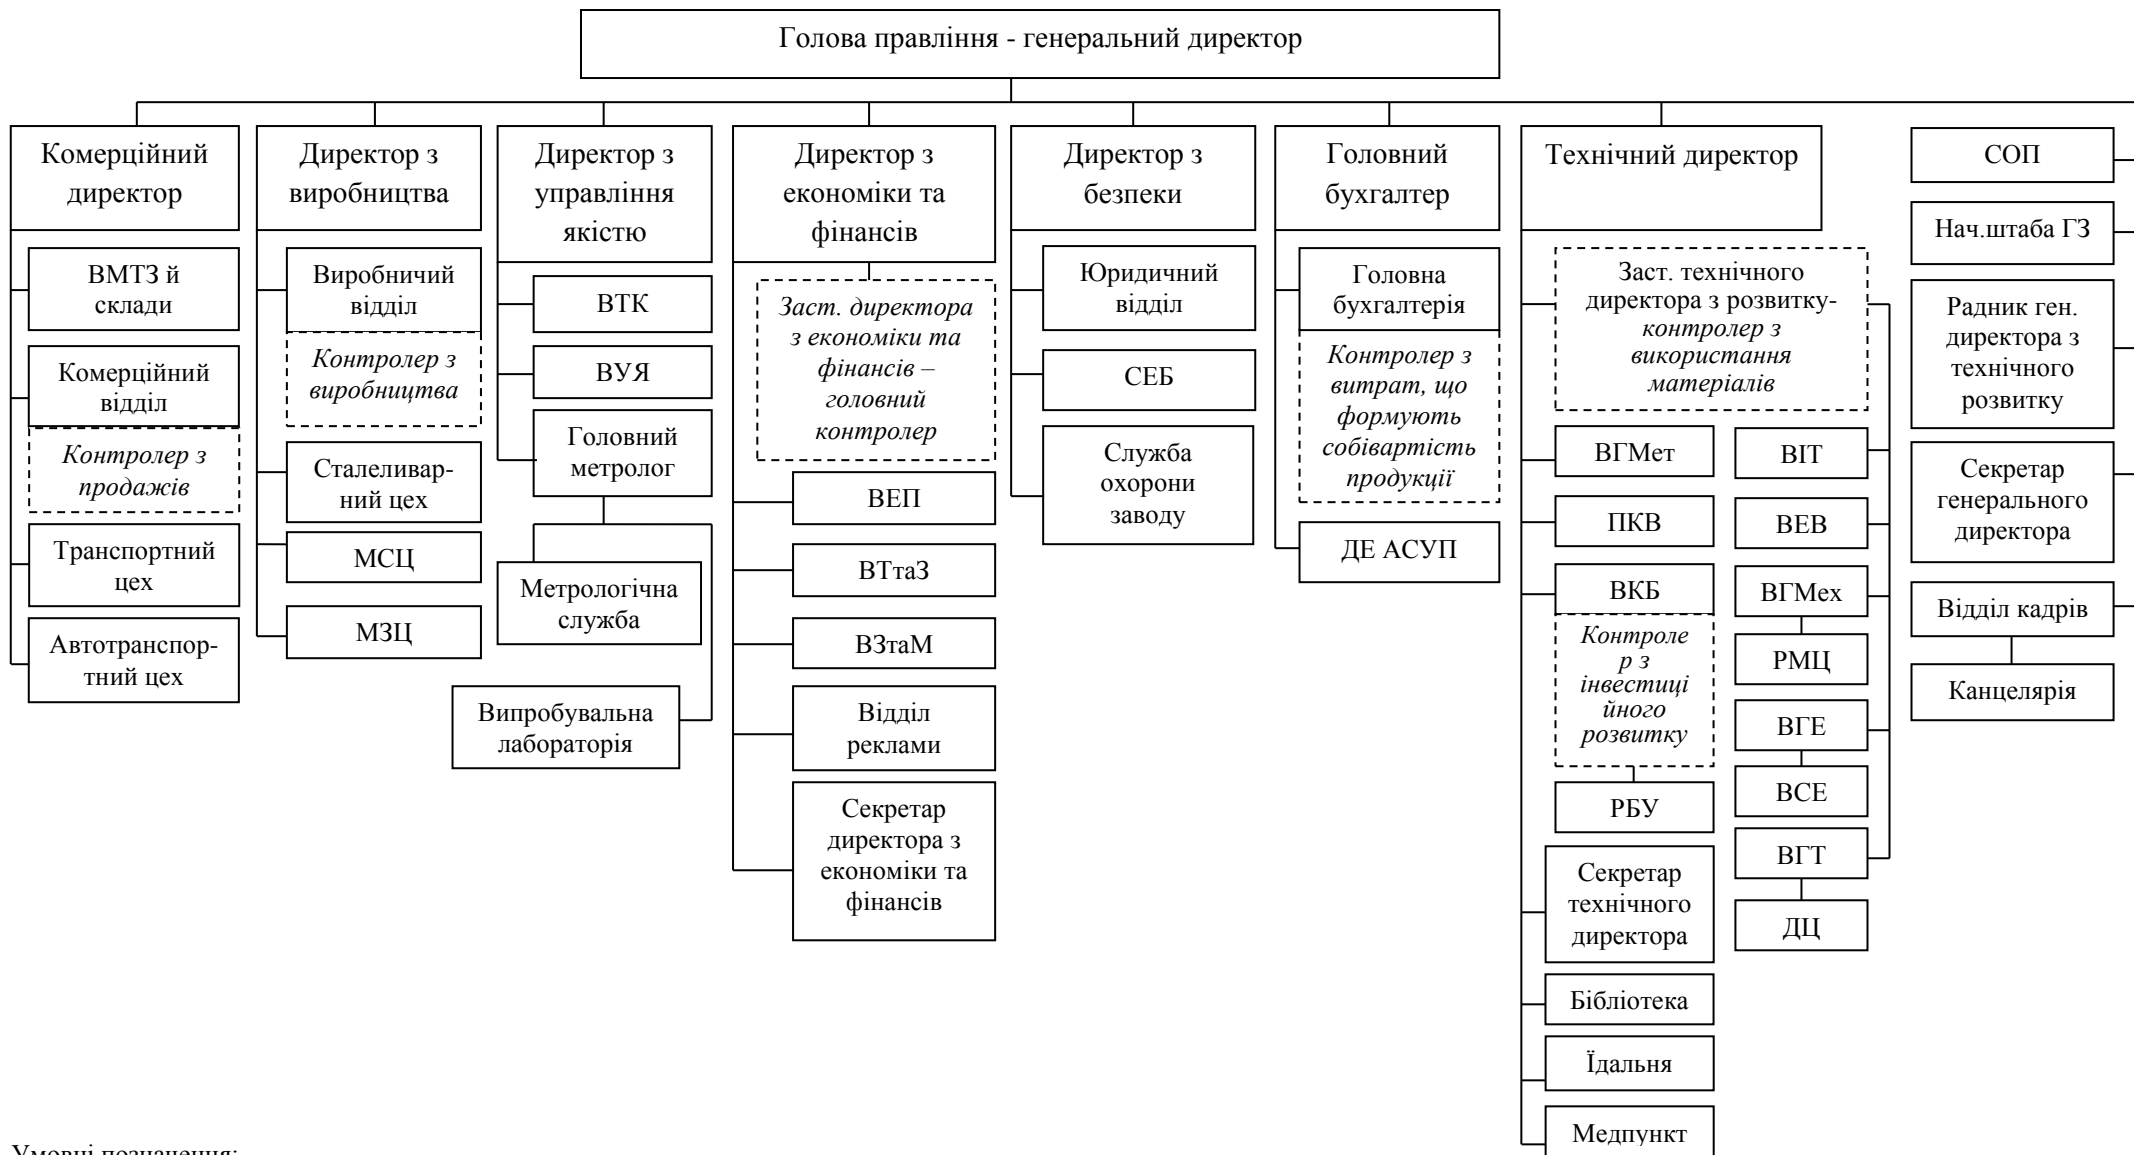 Голова правління - генеральний директор
Комерційний
директор
ВМТЗ й
склади
Комерційний
відділ
Контролер з
продажів
Транспортний
цех
Автотранспор-
тний цех
Директор з
виробництва
Виробничий
відділ
Контролер з
виробництва
Сталеливар-
ний цех
МСЦ
МЗЦ
Директор з
управління
якістю
ВТК
ВУЯ
Головний
метролог
Метрологічна
служба
Випробувальна
лабораторія
Директор з
економіки та
фінансів
Заст. директора
з економіки та
фінансів –
головний
контролер
ВЕП
ВТтаЗ
ВЗтаМ
Відділ
реклами
Секретар
директора з
економіки та
фінансів
Директор з
безпеки
Юридичний
відділ
СЕБ
Служба
охорони
заводу
Головний
бухгалтер
Головна
бухгалтерія
Контролер з
витрат, що
формують
собівартість
продукції
ДЕ АСУП
Технічний директор
Заст. технічного
директора з розвитку-
контролер з
використання
матеріалів
ВГМет
ПКВ
ВКБ
Контроле
р з
інвестиці
йного
розвитку
РБУ
Секретар
технічного
директора
Бібліотека
Їдальня
Медпункт
ВІТ
ВЕВ
ВГМех
РМЦ
ВГЕ
ВСЕ
ВГТ
ДЦ
СОП
Нач.штаба ГЗ
Радник ген.
директора з
технічного
розвитку
Секретар
генерального
директора
Відділ кадрів
Канцелярія
Умовні позначення: